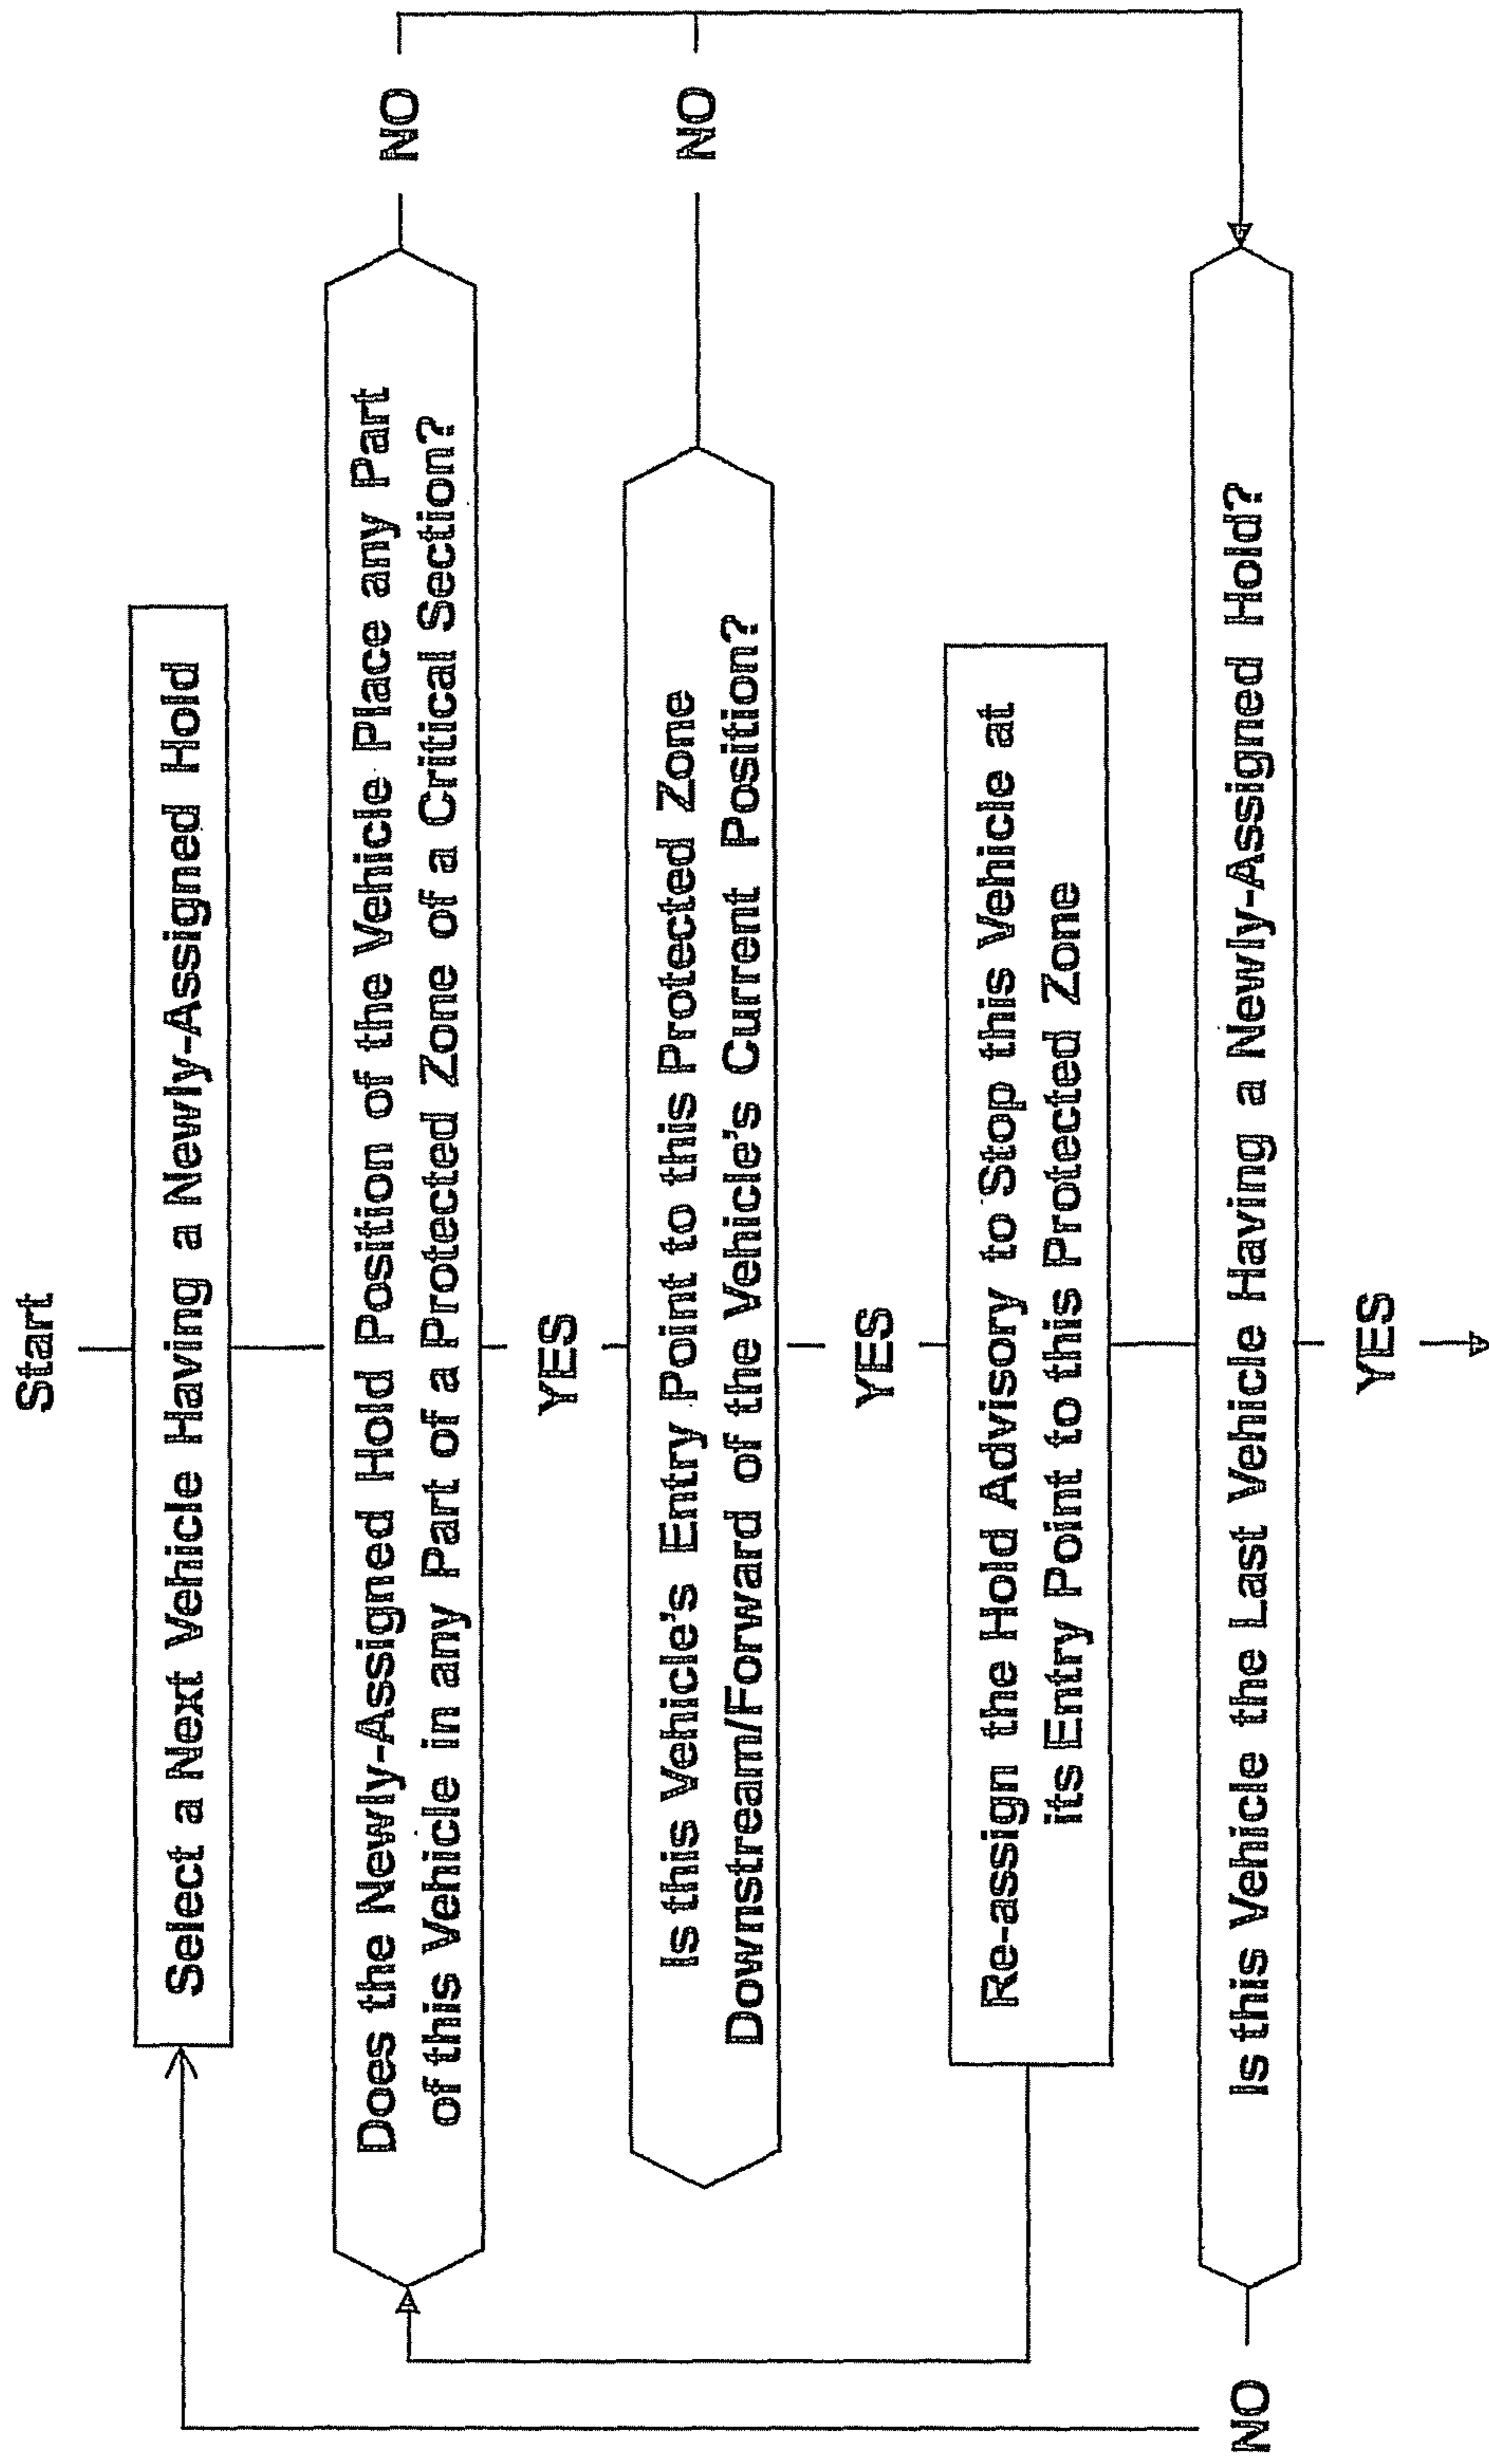 Start
Select a Next Vehicle Having a Newly-Assigned Hold
Does the Newly-Assigned Hold Position of the Vehicle Place any Part
of this Vehicle in any Part of a Protected Zone of a Critical Section?
NO
YES
Is this Vehicle's Entry Point to this Protected Zone
Downstream/Forward of the Vehicle's Current Position?
NO
YES
Re-assign the Hold Advisory to Stop this Vehicle at
its Entry Point to this Protected Zone
Is this Vehicle the Last Vehicle Having a Newly-Assigned Hold?
NO
YES